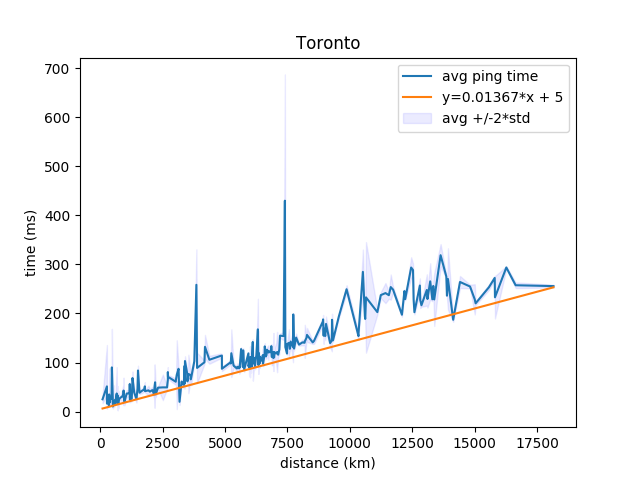 Toronto
avg ping time
y=0.01367*x + 5
avg +/-2*std
time (ms)
700
600
500
400
300
200
100
0
0 2500 5000 7500 10000 12500 15000 17500
distance (km)